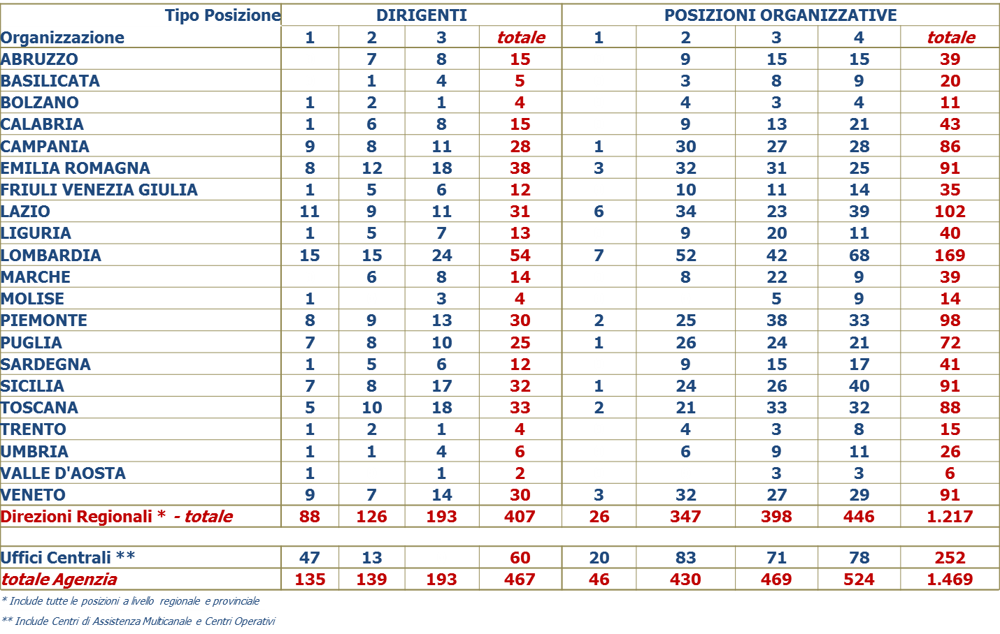 Tipo Posizione DIRIGENTI POSIZIONI ORGANIZZATIVE
Organizzazione 1 2 3 totale 1 2 3 4 totale
ABRUZZO 7 8 15 9 15 15 39
BASILICATA 1 4 5 3 8 9 20
BOLZANO 1 2 1 4 4 3 4 11
CALABRIA 1 6 8 15 9 13 21 43
CAMPANIA 9 8 11 28 1 30 27 28 86
EMILIA ROMAGNA 8 12 18 38 3 32 31 25 91
FRIULI VENEZIA GIULIA 1 5 6 12 10 11 14 35
LAZIO 11 9 11 31 6 34 23 39 102
LIGURIA 1 5 7 13 9 20 11 40
LOMBARDIA 15 15 24 54 7 52 42 68 169
MARCHE 6 8 14 8 22 9 39
MOLISE 1 3 4 5 9 14
PIEMONTE 8 9 13 30 2 25 38 33 98
PUGLIA 7 8 10 25 1 26 24 21 72
SARDEGNA 1 5 6 12 9 15 17 41
SICILIA 7 8 17 32 1 24 26 40 91
TOSCANA 5 10 18 33 2 21 33 32 88
TRENTO 1 2 1 4 4 3 8 15
UMBRIA 1 1 4 6 6 9 11 26
VALLE D'AOSTA 1 1 2 3 3 6
VENETO 9 7 14 30 3 32 27 29 91
Direzioni Regionali * - totale 88 126 193 407 26 347 398 446 1.217
Uffici Centrali ** 47 13 60 20 83 71 78 252
totale Agenzia 135 139 193 467 46 430 469 524 1.469
* Include tutte le posizioni a livello regionale e provinciale
** Include Centri di Assistenza Multicanale e Centri Operativi